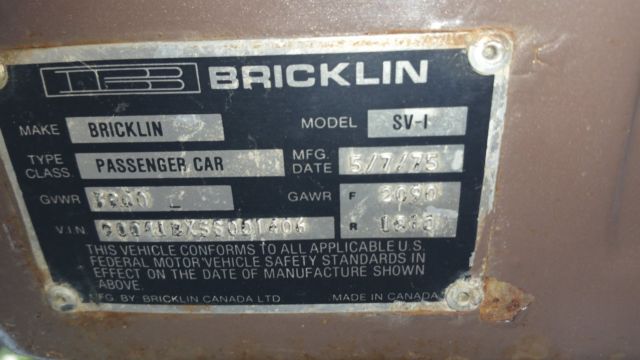 BRICKLIN
MAKE BRICKLIN MODEL SV-1
TYPE CLASS. PASSENGER CAR MFG. DATE 5/7/75
GVWR GAWR F 2090
V.I.N. R
THIS VEHICLE CONFORMS TO ALL APPLICABLE U.S.
FEDERAL MOTOR VEHICLE SAFETY STANDARDS IN
EFFECT ON THE DATE OF MANUFACTURE SHOWN
ABOVE.
MFG. BY BRICKLIN CANADA LTD MADE IN CANADA